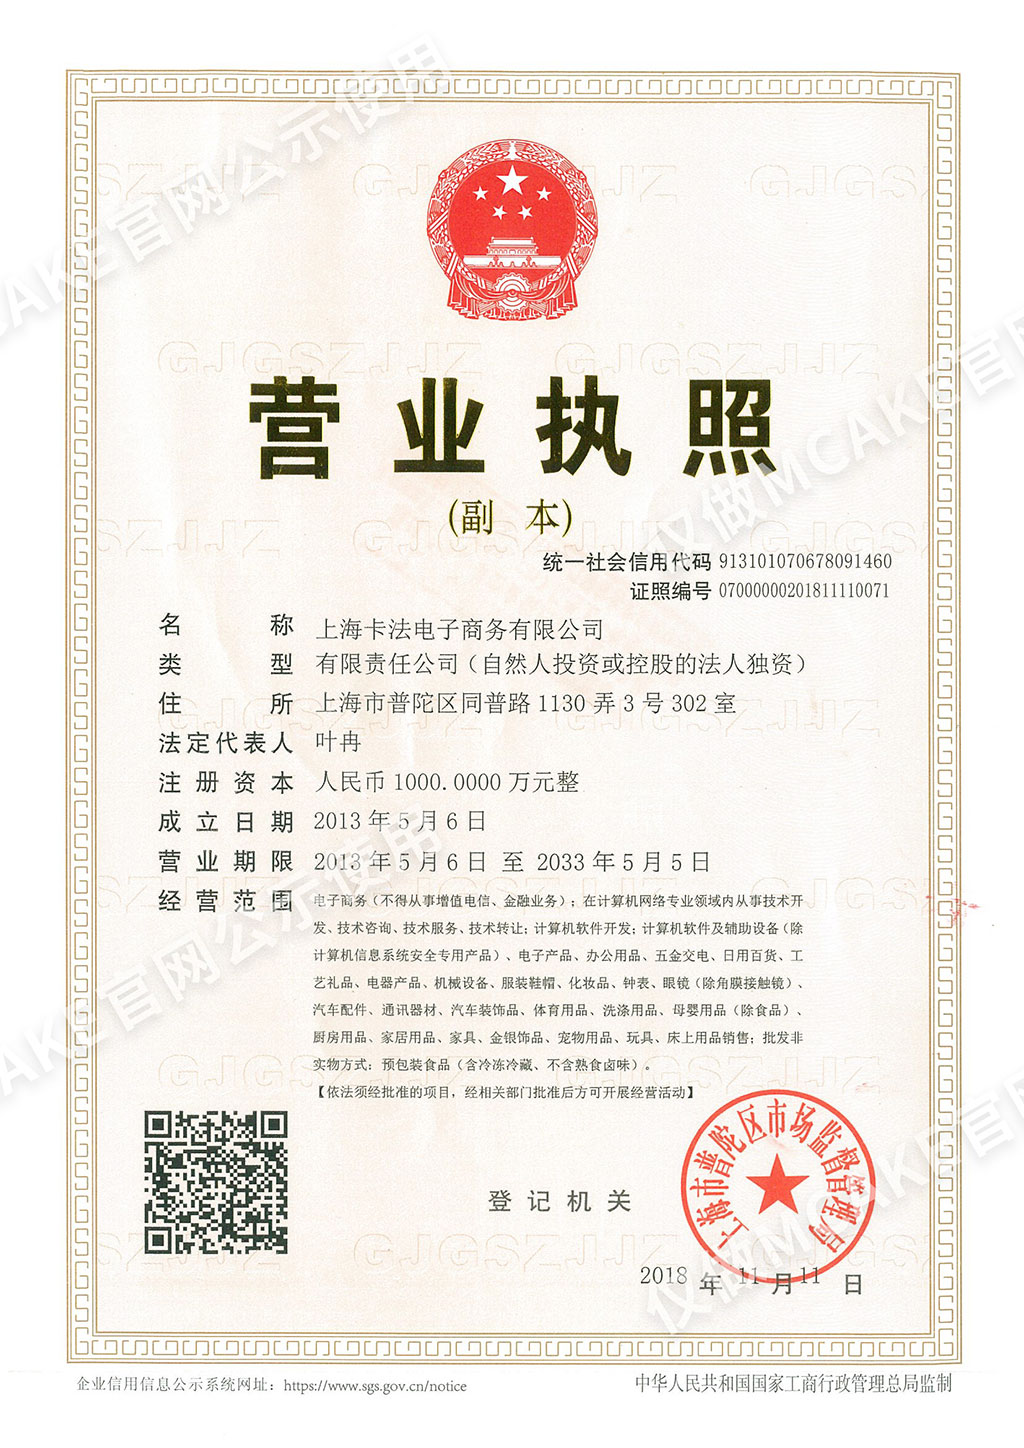 营业执照
(副 本)
统一社会信用代码 913101070678091460
证照编号 07000000201811110071
名 称 上海卡法电子商务有限公司
类 型 有限责任公司（自然人投资或控股的法人独资）
住 所 上海市普陀区同普路 1130 弄 3 号 302 室
法定代表人 叶冉
注册资本 人民币 1000.0000 万元整
成立日期 2013 年 5 月 6 日
营业期限 2013 年 5 月 6 日 至 2033 年 5 月 5 日
经营范围 电子商务（不得从事增值电信、金融业务）；在计算机网络专业领域内从事技术开
发、技术咨询、技术服务、技术转让；计算机软件开发；计算机软件及辅助设备（除
计算机信息系统安全专用产品）、电子产品、办公用品、五金交电、日用百货、工
艺礼品、电器产品、机械设备、服装鞋帽、化妆品、钟表、眼镜（除角膜接触镜）、
汽车配件、通讯器材、汽车装饰品、体育用品、洗涤用品、母婴用品（除食品）、
厨房用品、家居用品、家具、金银饰品、宠物用品、玩具、床上用品销售；批发非
实物方式：预包装食品（含冷冻冷藏、不含熟食卤味）。
【依法须经批准的项目，经相关部门批准后方可开展经营活动】
登记机关
上海市普陀区市场监督管理局
2018 年 11 月 11 日
企业信用信息公示系统网址：https://www.sgs.gov.cn/notice
中华人民共和国国家工商行政管理总局监制
仅做MCAKE官网公示使用
GJGSZJJZ